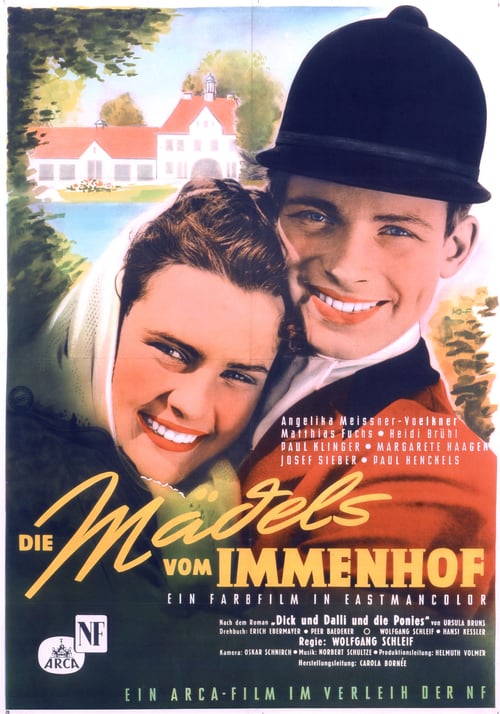 Angelika Meissner-Voelkner
Matthias Fuchs • Heidi Brühl
PAUL KLINGER • MARGARETE HAAGEN
JOSEF SIEBER • PAUL HENCKELS
DIE Mädels
VOM IMMENHOF
EIN FARBFILM IN EASTMANCOLOR
Nach dem Roman „Dick und Dalli und die Ponies" von URSULA BRUNS
Drehbuch: ERICH EBERMAYER • PEER BAEDEKER O WOLFGANG SCHLEIF • HANSI KESSLER
Regie: WOLFGANG SCHLEIF
Kamera: OSKAR SCHNIRCH • Musik: NORBERT SCHULTZE • Produktionsleitung: HELMUTH VOLMER
Herstellungsleitung: CAROLA BORNÉE
ARCA
NF
EIN ARCA-FILM IM VERLEIH DER NF